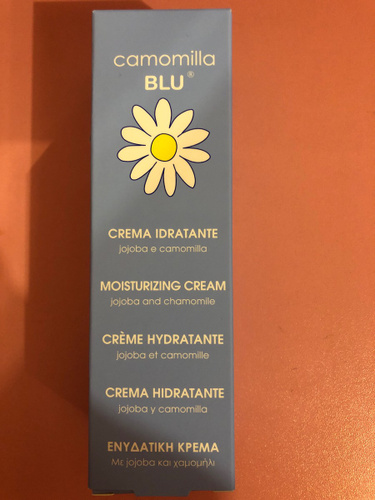 camomilla
BLU®
CREMA IDRATANTE
jojoba e camomilla
MOISTURIZING CREAM
jojoba and chamomile
CRÈME HYDRATANTE
jojoba et camomille
CREMA HIDRATANTE
jojoba y camomilla
ΕΝΥΔΑΤΙΚΗ ΚΡΕΜΑ
Με jojoba και χαμομήλι